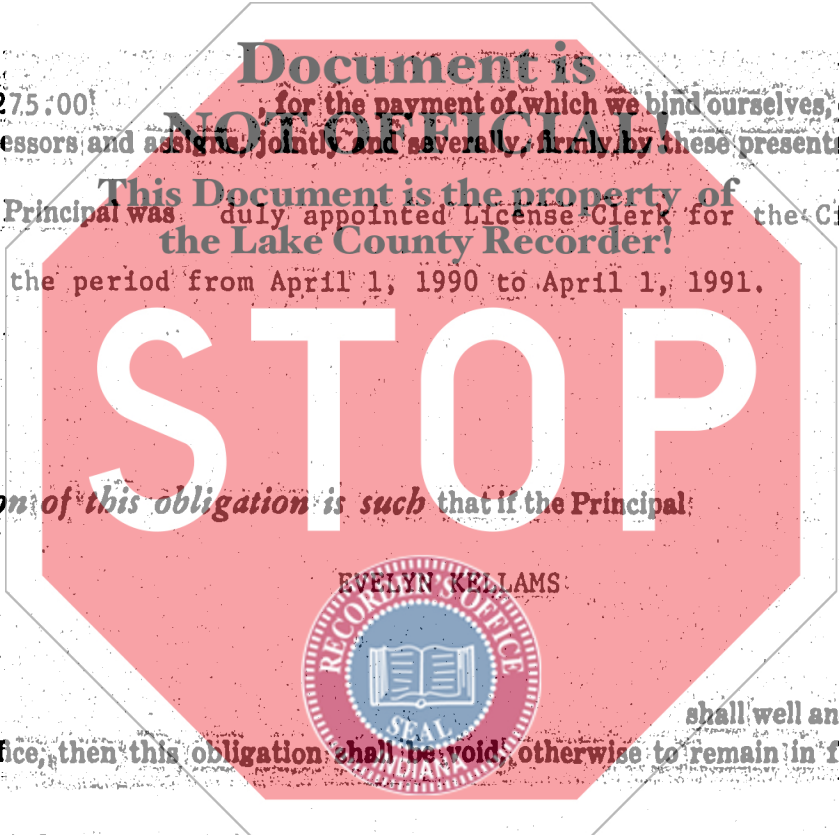 Document is
275.00 , for the payment of which we bind ourselves,
NOT OFFICIAL!
essors and assigns, jointly and severally, firmly, by these present
This Document is the property of
Principal was duly appointed License Clerk for the Ci
the Lake County Recorder!
the period from April 1, 1990 to April 1, 1991.
STOP
on of this obligation is such that if the Principal
EVELYN KELLAMS
RECORDER'S OFFICE
SEAL
INDIANA
shall well an
fice, then this obligation shall be void, otherwise to remain in f